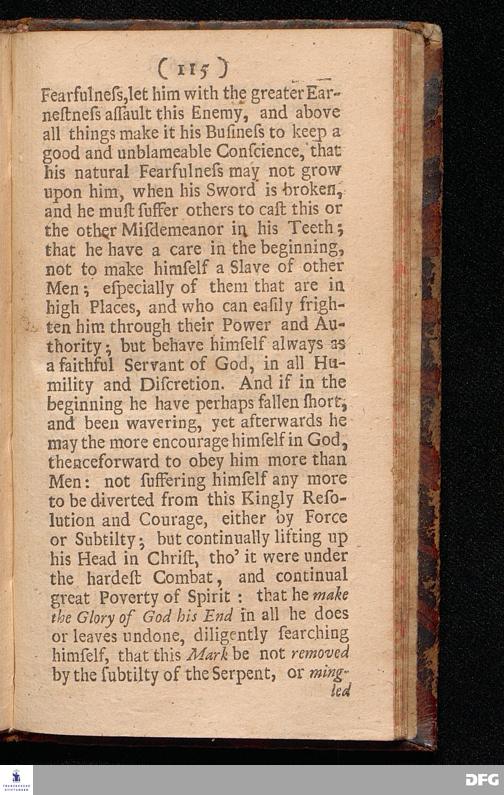 ( 115 )
Fearfulneſs,let him with the greater Ear-
neſtneſs aſſault this Enemy, and above
all things make it his Buſineſs to keep a
good and unblameable Conſcience, that
his natural Fearfulneſs may not grow
upon him, when his Sword is broken,
and he muſt ſuffer others to caſt this or
the other Miſdemeanor in his Teeth;
that he have a care in the beginning,
not to make himſelf a Slave of other
Men; eſpecially of them that are in
high Places, and who can eaſily frigh-
ten him through their Power and Au-
thority; but behave himſelf always as
a faithful Servant of God, in all Hu-
mility and Diſcretion. And if in the
beginning he have perhaps fallen ſhort,
and been wavering, yet afterwards he
may the more encourage himſelf in God,
thenceforward to obey him more than
Men: not ſuffering himſelf any more
to be diverted from this Kingly Reſo-
lution and Courage, either by Force
or Subtilty; but continually lifting up
his Head in Chriſt, tho' it were under
the hardeſt Combat, and continual
great Poverty of Spirit : that he make
the Glory of God his End in all he does
or leaves undone, diligently ſearching
himſelf, that this Mark be not removed
by the ſubtilty of the Serpent, or ming-
led
FRANCKESCHE
STIFTUNGEN
DFG